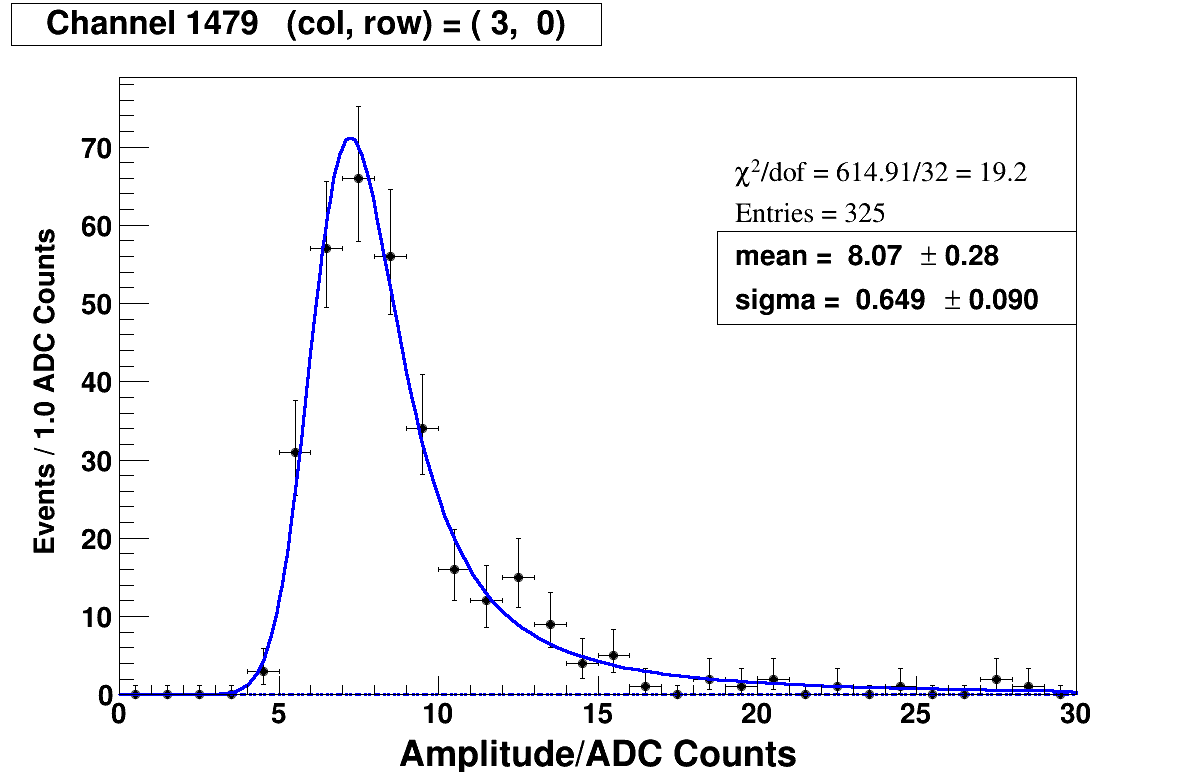 Channel 1479 (col, row) = ( 3, 0)
Events / 1.0 ADC Counts
70
60
50
40
30
20
10
0
χ²/dof = 614.91/32 = 19.2
Entries = 325
mean = 8.07 ± 0.28
sigma = 0.649 ± 0.090
0 5 10 15 20 25 30
Amplitude/ADC Counts